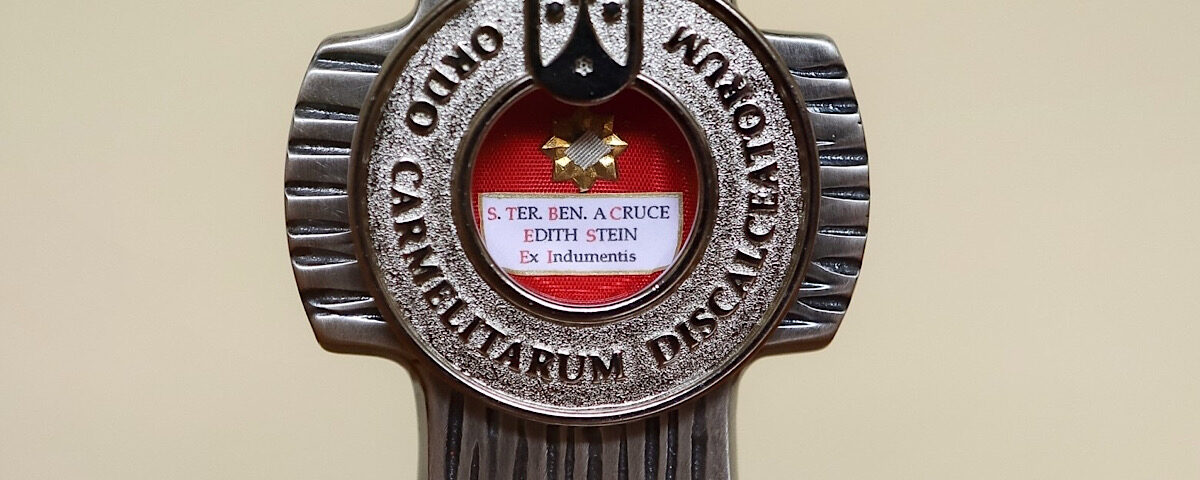 ORDO CARMELITARUM DISCALCEATORUM
S. TER. BEN. A CRUCE
EDITH STEIN
Ex Indumentis